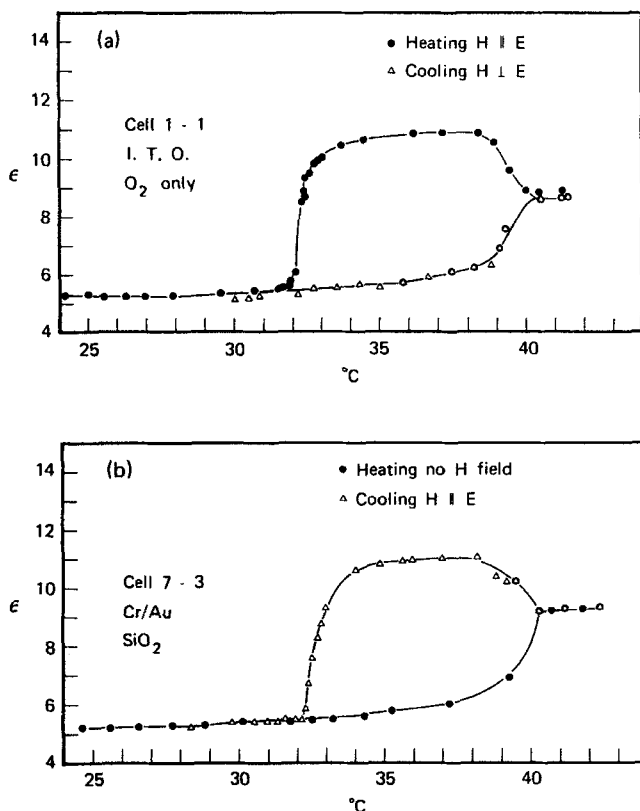 (a)
● Heating H ∥ E
△ Cooling H ⊥ E
Cell 1 - 1
I. T. O.
O2 only
ϵ
14
12
10
8
6
4
25
30
35
40
°C
(b)
● Heating no H field
△ Cooling H ∥ E
Cell 7 - 3
Cr/Au
SiO2
ϵ
14
12
10
8
6
4
25
30
35
40
°C